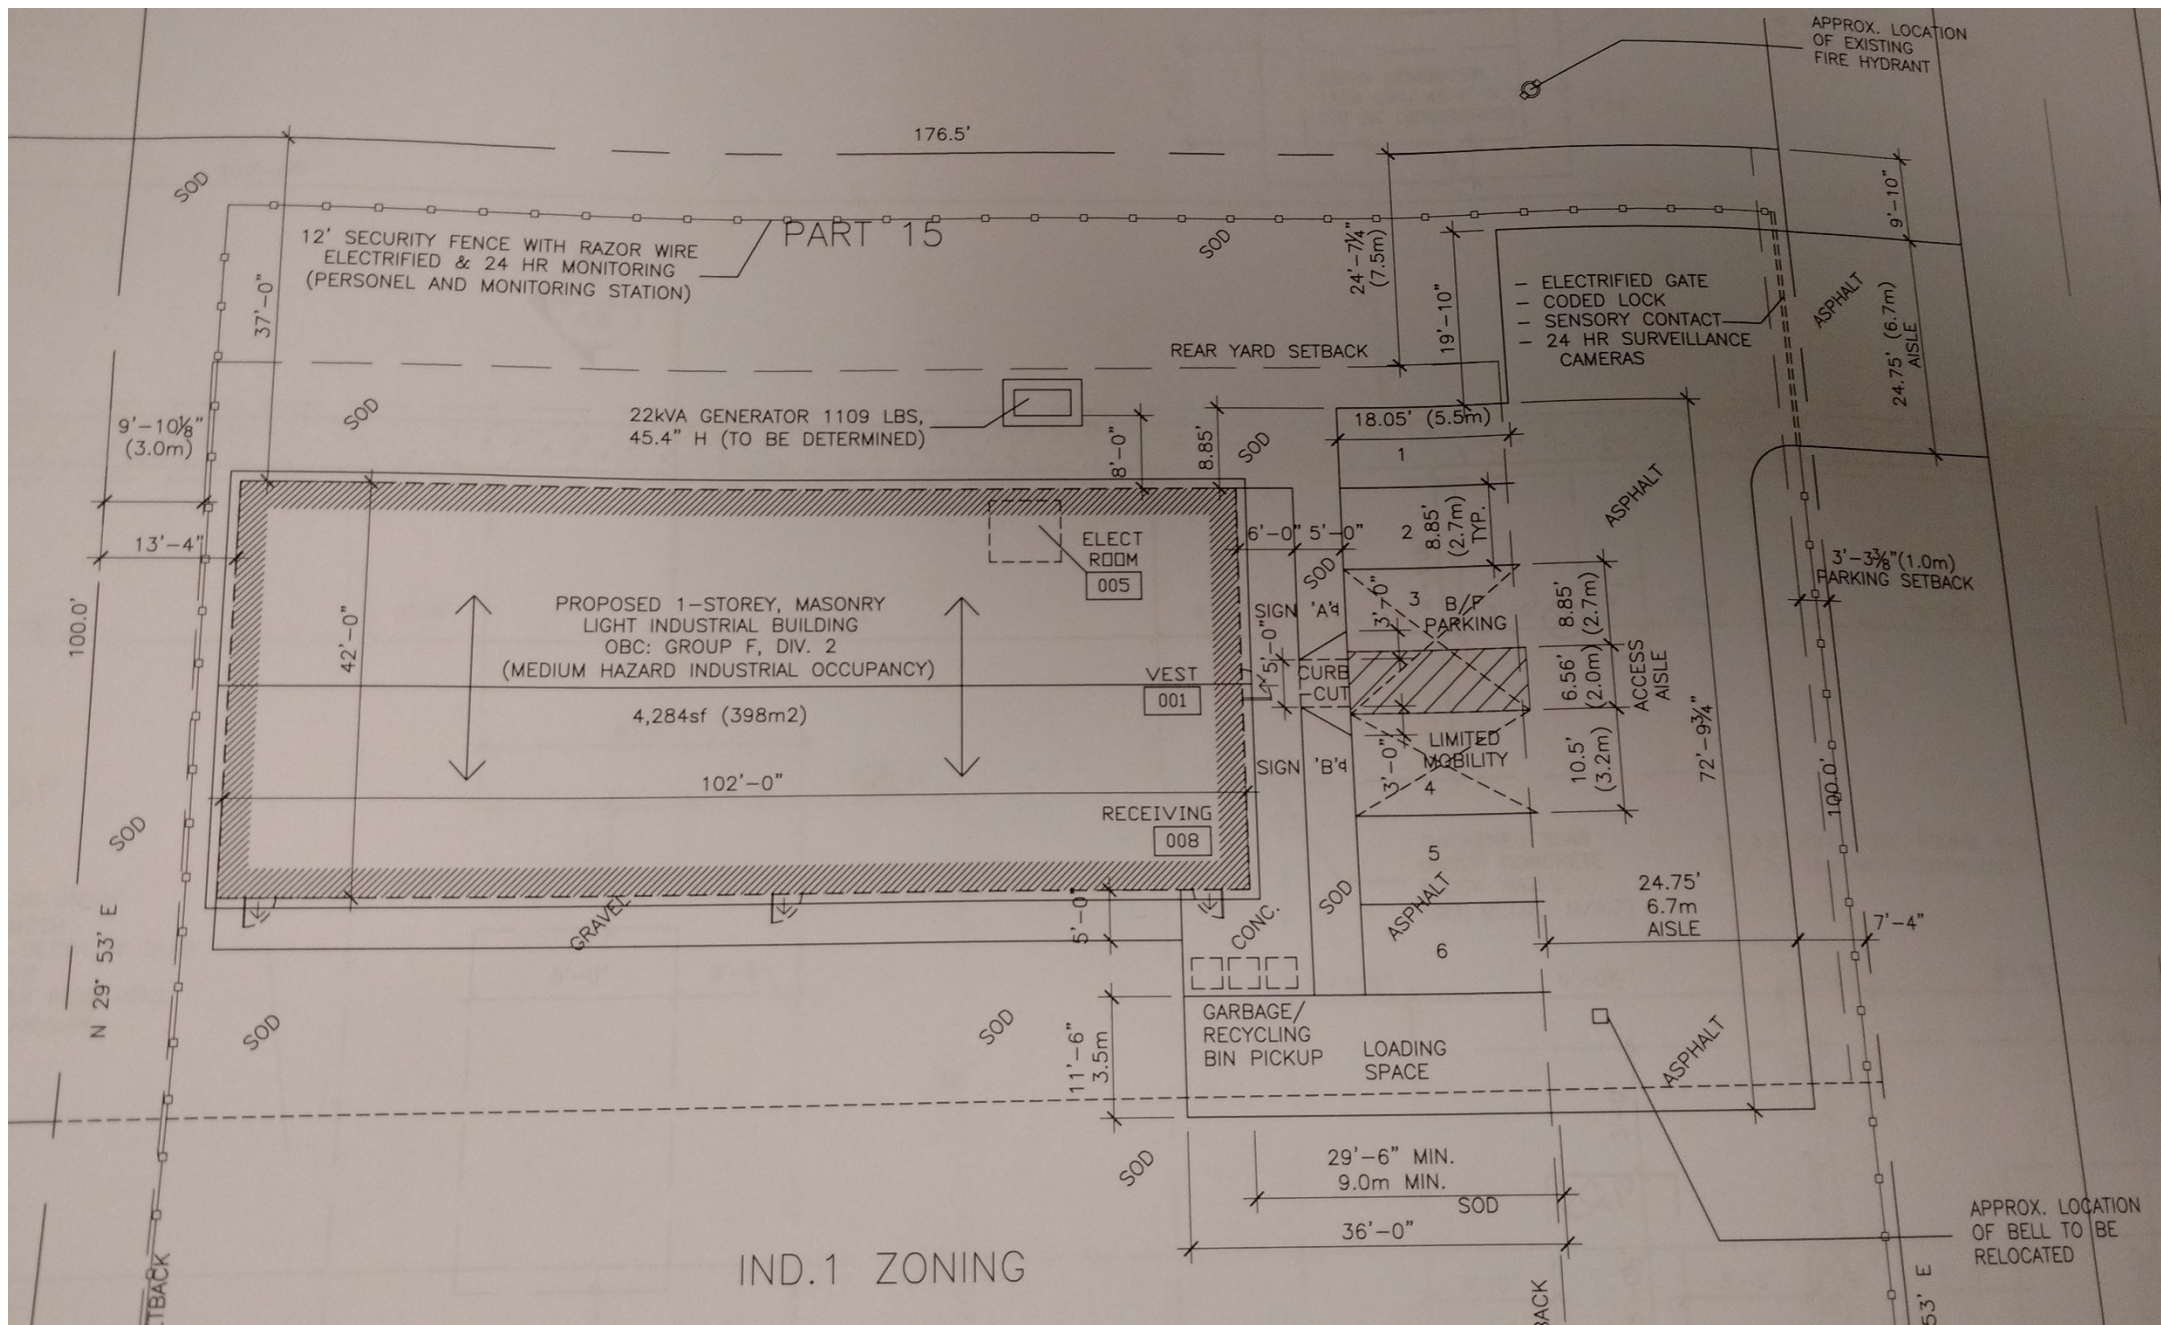 APPROX. LOCATION
OF EXISTING
FIRE HYDRANT
176.5'
SOD
PART 15
12' SECURITY FENCE WITH RAZOR WIRE
ELECTRIFIED & 24 HR MONITORING
(PERSONEL AND MONITORING STATION)
37'-0"
SOD
24'-7¼"
(7.5m)
19'-10"
9'-10"
- ELECTRIFIED GATE
- CODED LOCK
- SENSORY CONTACT
- 24 HR SURVEILLANCE
CAMERAS
ASPHALT
24.75' (6.7m)
AISLE
REAR YARD SETBACK
SOD
22kVA GENERATOR 1109 LBS,
45.4" H (TO BE DETERMINED)
8'-0"
8.85'
SOD
18.05' (5.5m)
1
9'-10⅛"
(3.0m)
13'-4"
100.0'
42'-0"
ELECT
ROOM
005
6'-0"
5'-0"
SOD
2
8.85'
(2.7m)
TYP.
ASPHALT
3'-3⅜"(1.0m)
PARKING SETBACK
PROPOSED 1-STOREY, MASONRY
LIGHT INDUSTRIAL BUILDING
OBC: GROUP F, DIV. 2
(MEDIUM HAZARD INDUSTRIAL OCCUPANCY)
4,284sf (398m2)
SIGN 'A'
3'-0"
3
B/F
PARKING
8.85'
(2.7m)
VEST
001
5'-0"
CURB
CUT
6.56'
(2.0m)
ACCESS
AISLE
102'-0"
SIGN 'B'
3'-0"
LIMITED
MOBILITY
4
10.5'
(3.2m)
72'-9¾"
100.0'
RECEIVING
008
SOD
5
ASPHALT
6
SOD
24.75'
6.7m
AISLE
7'-4"
GRAVEL
5'-0"
CONC.
N 29° 53' E
SOD
SOD
11'-6"
3.5m
GARBAGE/
RECYCLING
BIN PICKUP
LOADING
SPACE
ASPHALT
SOD
29'-6" MIN.
9.0m MIN.
SOD
36'-0"
IND.1 ZONING
APPROX. LOCATION
OF BELL TO BE
RELOCATED
TBACK
BACK
53' E